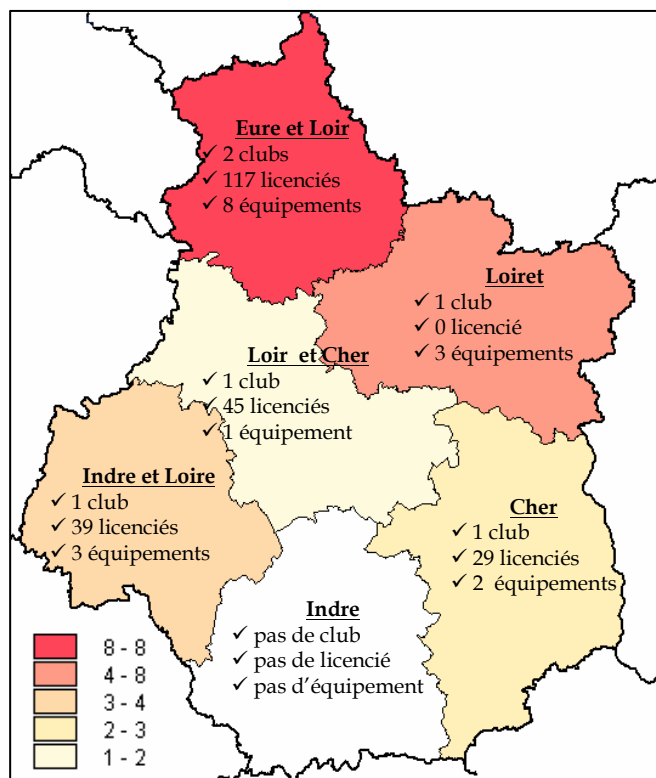 Eure et Loir
✓ 2 clubs
✓ 117 licenciés
✓ 8 équipements
Loiret
✓ 1 club
✓ 0 licencié
✓ 3 équipements
Loir et Cher
✓ 1 club
✓ 45 licenciés
✓ 1 équipement
Indre et Loire
✓ 1 club
✓ 39 licenciés
✓ 3 équipements
Cher
✓ 1 club
✓ 29 licenciés
✓ 2 équipements
Indre
✓ pas de club
✓ pas de licencié
✓ pas d’équipement
8 - 8
4 - 8
3 - 4
2 - 3
1 - 2